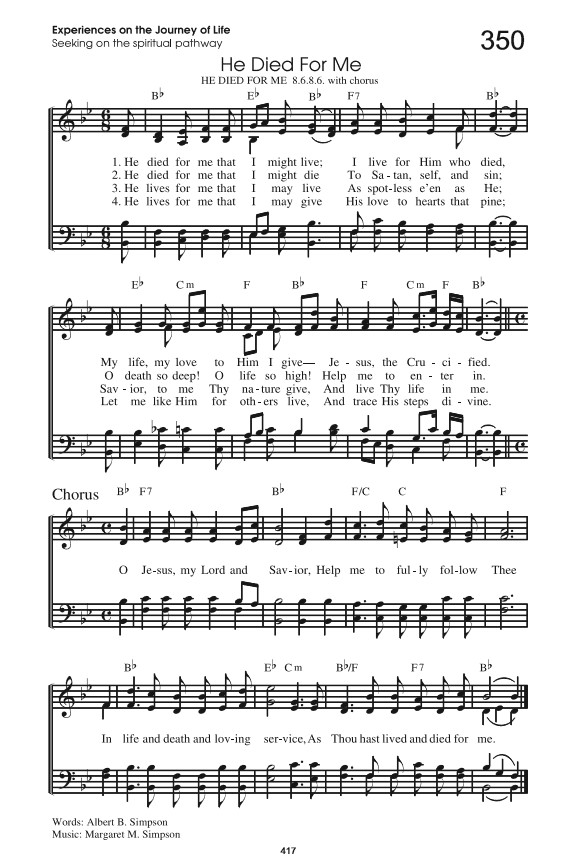 Experiences on the Journey of Life
Seeking on the spiritual pathway
350
He Died For Me
HE DIED FOR ME 8.6.8.6. with chorus
B♭ E♭ B♭ F7 B♭
1. He died for me that I might live; I live for Him who died,
2. He died for me that I might die To Sa - tan, self, and sin;
3. He lives for me that I may live As spot - less e'en as He;
4. He lives for me that I may give His love to hearts that pine;
E♭ Cm F B♭ F Cm F B♭
My life, my love to Him I give— Je - sus, the Cru - ci - fied.
O death so deep! O life so high! Help me to en - ter in.
Sav - ior, to me Thy na - ture give, And live Thy life in me.
Let me like Him for oth - ers live, And trace His steps di - vine.
Chorus
B♭ F7 B♭ F/C C F
O Je-sus, my Lord and Sav-ior, Help me to ful - ly fol-low Thee
B♭ E♭ Cm B♭/F F7 B♭
In life and death and lov-ing ser-vice, As Thou hast lived and died for me.
Words: Albert B. Simpson
Music: Margaret M. Simpson
417